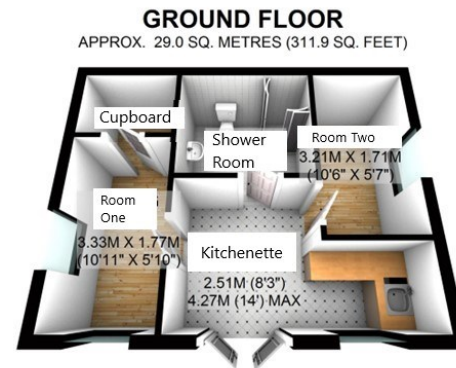 GROUND FLOOR
APPROX. 29.0 SQ. METRES (311.9 SQ. FEET)
Cupboard
Shower
Room
Room Two
3.21M X 1.71M
(10'6" X 5'7")
Room
One
3.33M X 1.77M
(10'11" X 5'10")
Kitchenette
2.51M (8'3")
4.27M (14') MAX